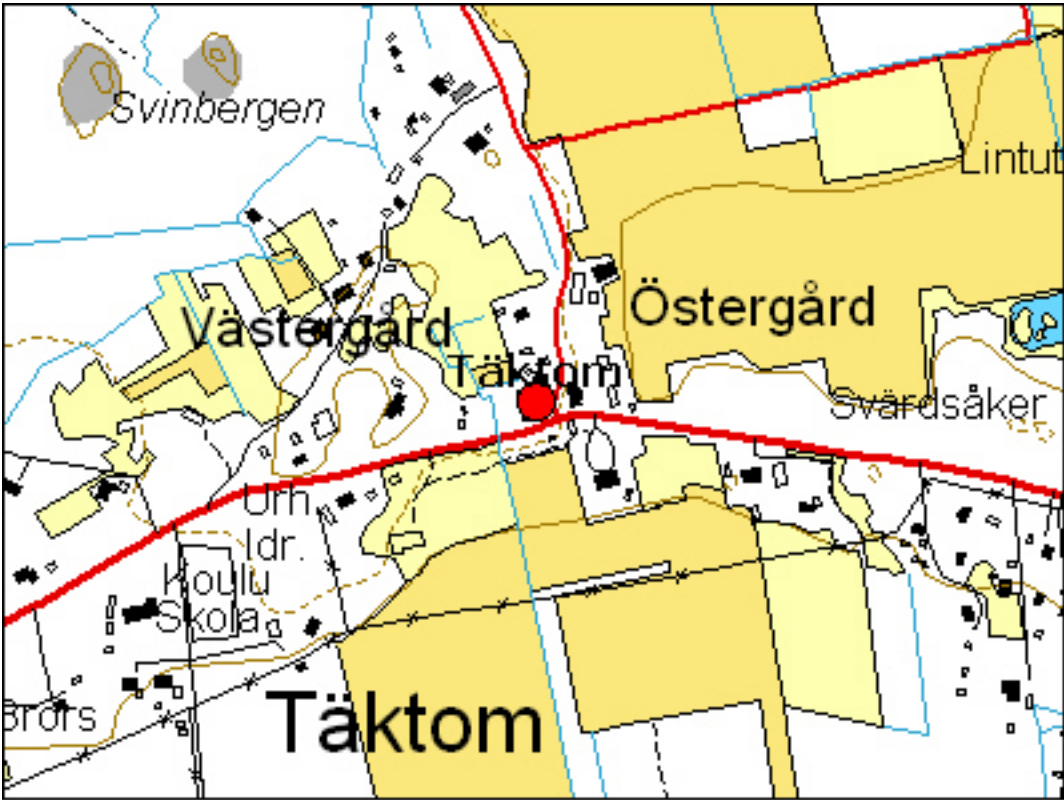 Svinbergen
Lintut
Östergård
Västergård
Täktom
Svärdsåker
Urh.
Idr.
Koulu
Skola
Täktom
Brors